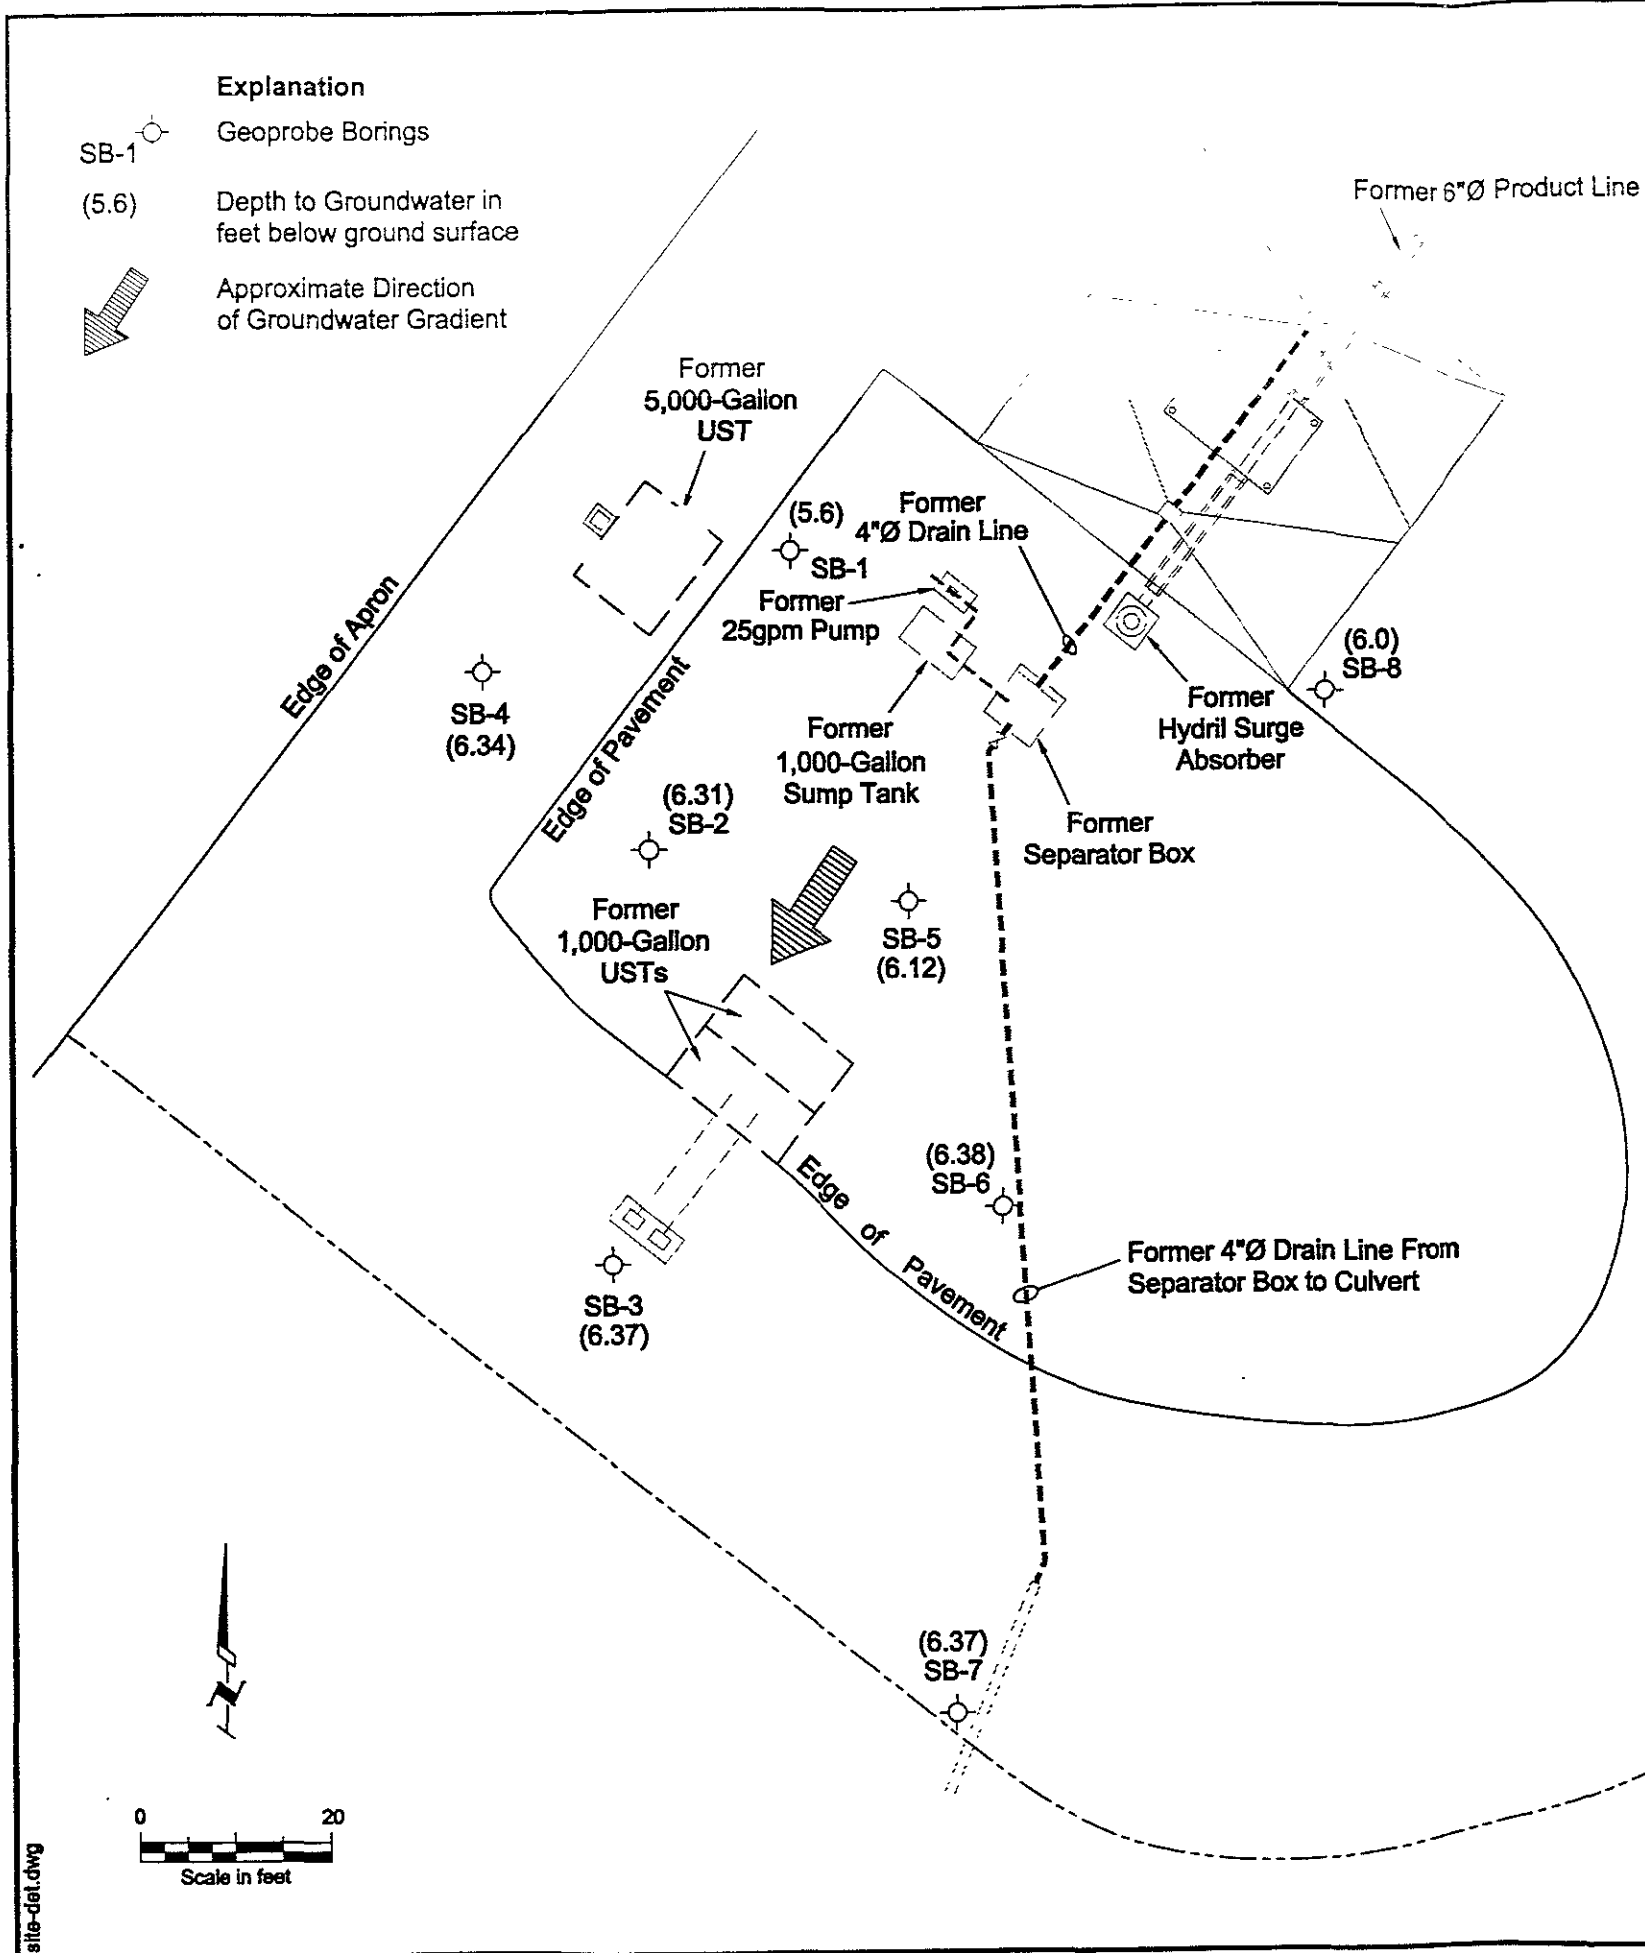 Explanation
SB-1
Geoprobe Borings
(5.6)
Depth to Groundwater in
feet below ground surface
Approximate Direction
of Groundwater Gradient
Former 6"Ø Product Line
Former
5,000-Gallon
UST
(5.6)
SB-1
Former
4"Ø Drain Line
Former
25gpm Pump
Edge of Apron
Edge of Pavement
(6.0)
SB-8
SB-4
(6.34)
Former
Hydril Surge
Absorber
Former
1,000-Gallon
Sump Tank
(6.31)
SB-2
Former
Separator Box
Former
1,000-Gallon
USTs
SB-5
(6.12)
(6.38)
SB-6
Edge of Pavement
Former 4"Ø Drain Line From
Separator Box to Culvert
SB-3
(6.37)
(6.37)
SB-7
N
0 20
Scale in feet
site-det.dwg